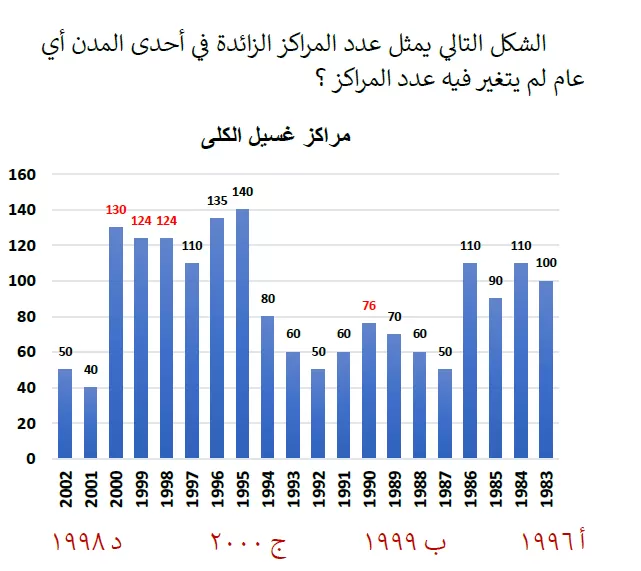 الشكل التالي يمثل عدد المراكز الزائدة في أحدى المدن أي
عام لم يتغير فيه عدد المراكز ؟
مراكز غسيل الكلى
160
140
120
100
80
60
40
20
0
50 40 130 124 124 110 135 140 80 60 50 60 76 70 60 50 110 90 110 100
2002 2001 2000 1999 1998 1997 1996 1995 1994 1993 1992 1991 1990 1989 1988 1987 1986 1985 1984 1983
أ ١٩٩٦ ب ١٩٩٩ ج ٢٠٠٠ د ١٩٩٨